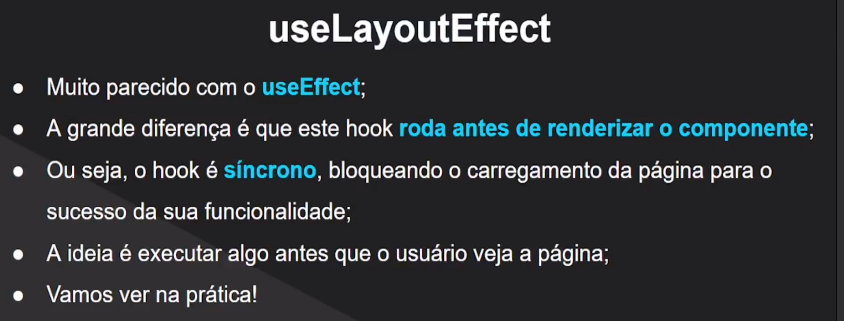 useLayoutEffect
● Muito parecido com o useEffect;
● A grande diferença é que este hook roda antes de renderizar o componente;
● Ou seja, o hook é síncrono, bloqueando o carregamento da página para o
sucesso da sua funcionalidade;
● A ideia é executar algo antes que o usuário veja a página;
● Vamos ver na prática!